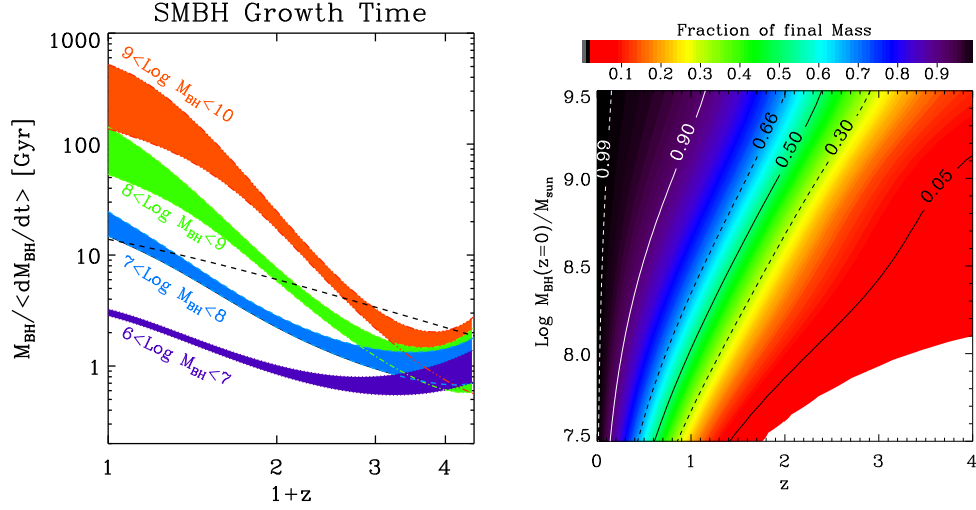 SMBH Growth Time
M_BH/<dM_BH/dt> [Gyr]
1000
100
10
1
9<Log M_BH<10
8<Log M_BH<9
7<Log M_BH<8
6<Log M_BH<7
1 2 3 4
1+z
Fraction of final Mass
0.1 0.2 0.3 0.4 0.5 0.6 0.7 0.8 0.9
Log M_BH(z=0)/M_sun
9.5
9.0
8.5
8.0
7.5
0.99
0.90
0.66
0.50
0.30
0.05
0 1 2 3 4
z